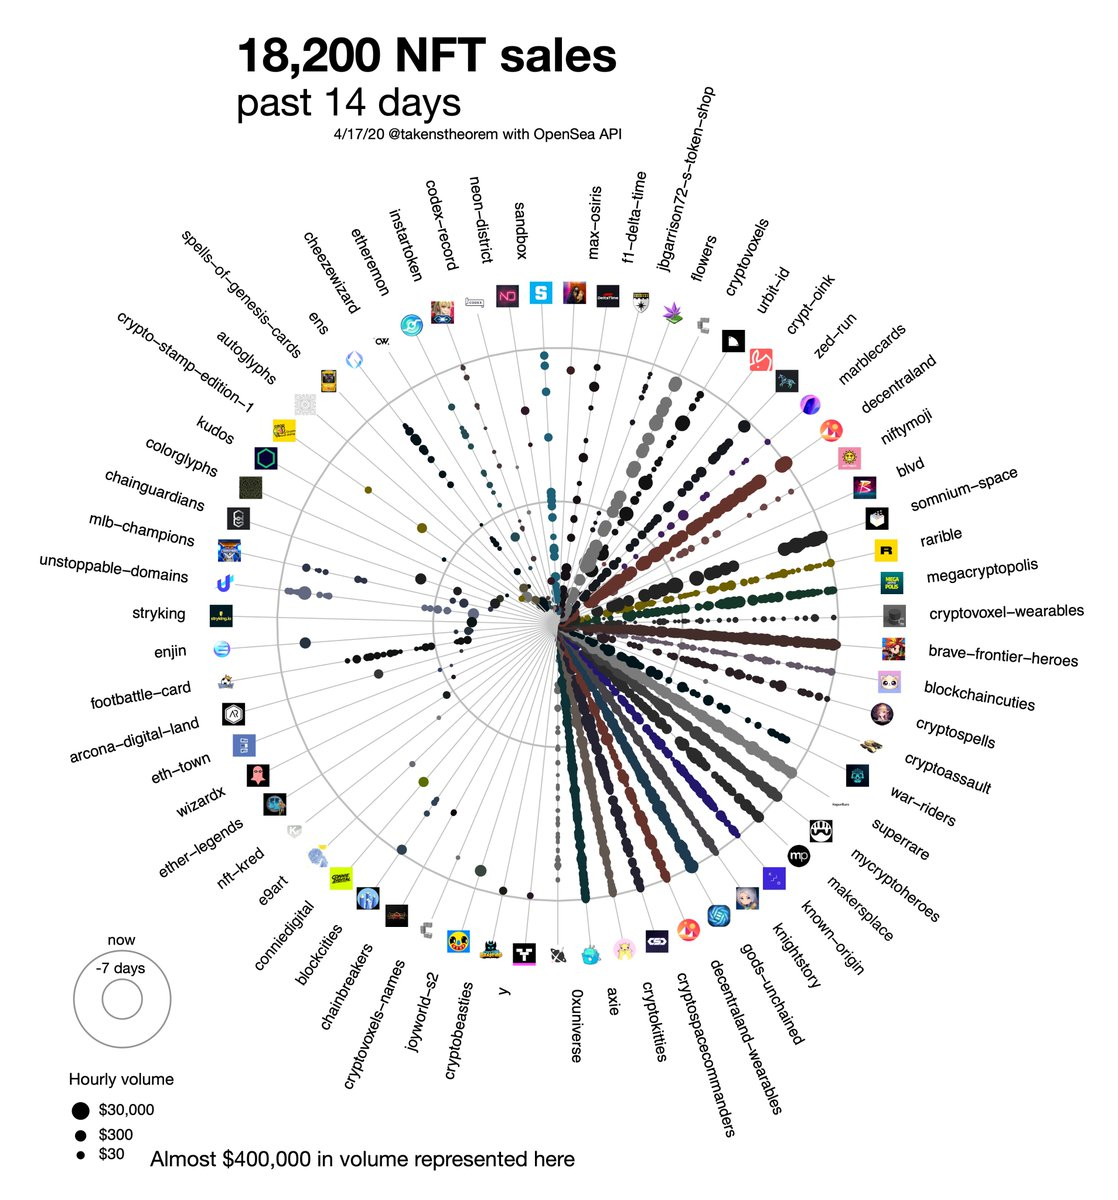 18,200 NFT sales
past 14 days
4/17/20 @takenstheorem with OpenSea API
sandbox
max-osiris
f1-delta-time
jbgarrison72-s-token-shop
flowers
cryptovoxels
urbit-id
crypt-oink
zed-run
marblecards
decentraland
niftymoji
blvd
somnium-space
rarible
megacryptopolis
cryptovoxel-wearables
brave-frontier-heroes
blockchaincuties
cryptospells
cryptoassault
war-riders
superrare
mycryptoheroes
makersplace
known-origin
knightstory
gods-unchained
decentraland-wearables
cryptospacecommanders
cryptokitties
axie
0xuniverse
y
cryptobeasties
joyworld-s2
cryptovoxels-names
chainbreakers
blockcities
conniedigital
e9art
nft-kred
ether-legends
wizardx
eth-town
arcona-digital-land
footbattle-card
enjin
stryking
unstoppable-domains
mlb-champions
chainguardians
colorglyphs
kudos
crypto-stamp-edition-1
autoglyphs
spells-of-genesis-cards
ens
cheezewizard
etheremon
instartoken
codex-record
neon-district
now
-7 days
Hourly volume
$30,000
$300
$30
Almost $400,000 in volume represented here